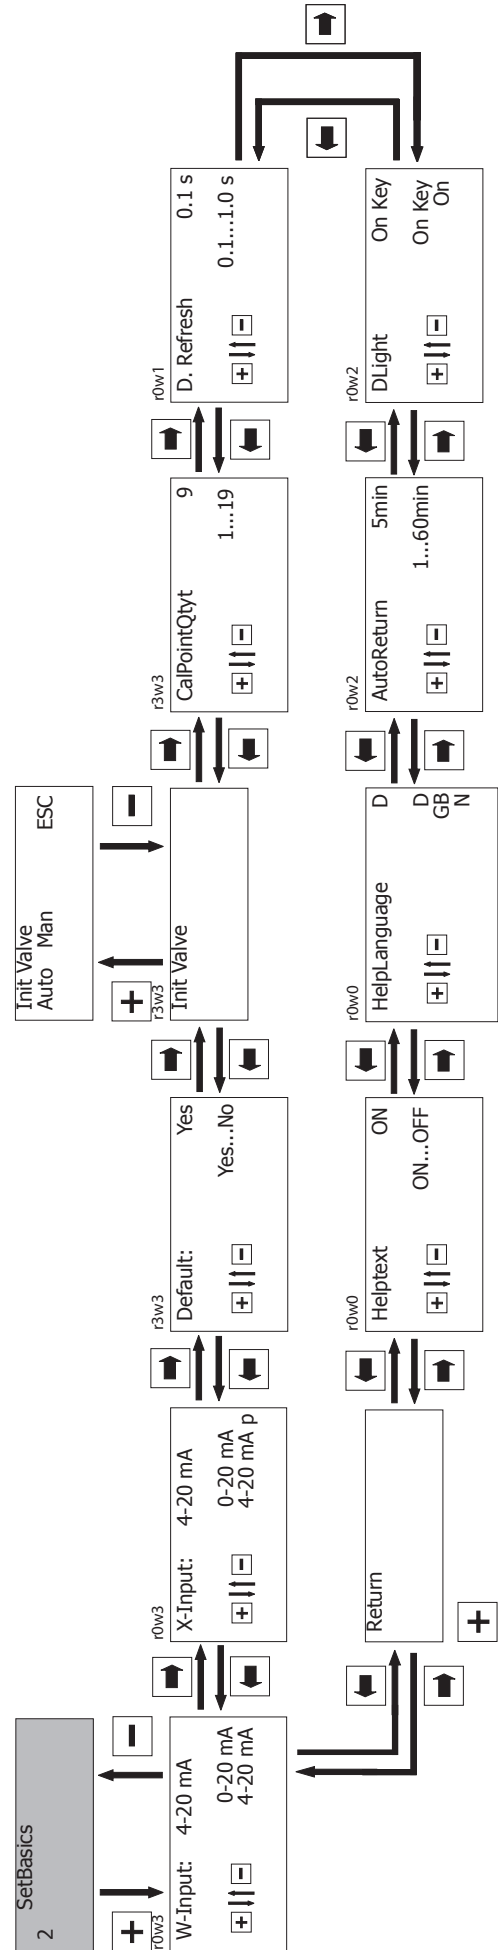 2 SetBasics
+
−
r0w3
W-Input: 4-20 mA
0-20 mA
4-20 mA
+ −
r0w3
X-Input: 4-20 mA
0-20 mA
4-20 mA p
+ −
r3w3
Default: Yes
Yes...No
+ −
Init Valve
Auto Man ESC
+
−
r3w3
Init Valve
r3w3
CalPointQtyt 9
1...19
+ −
r0w1
D. Refresh 0.1 s
0.1...1.0 s
+ −
Return
+
r0w0
Helptext ON
ON...OFF
+ −
r0w0
HelpLanguage D
D
GB
N
+ −
r0w2
AutoReturn 5min
1...60min
+ −
r0w2
DLight On Key
On Key
On
+ −